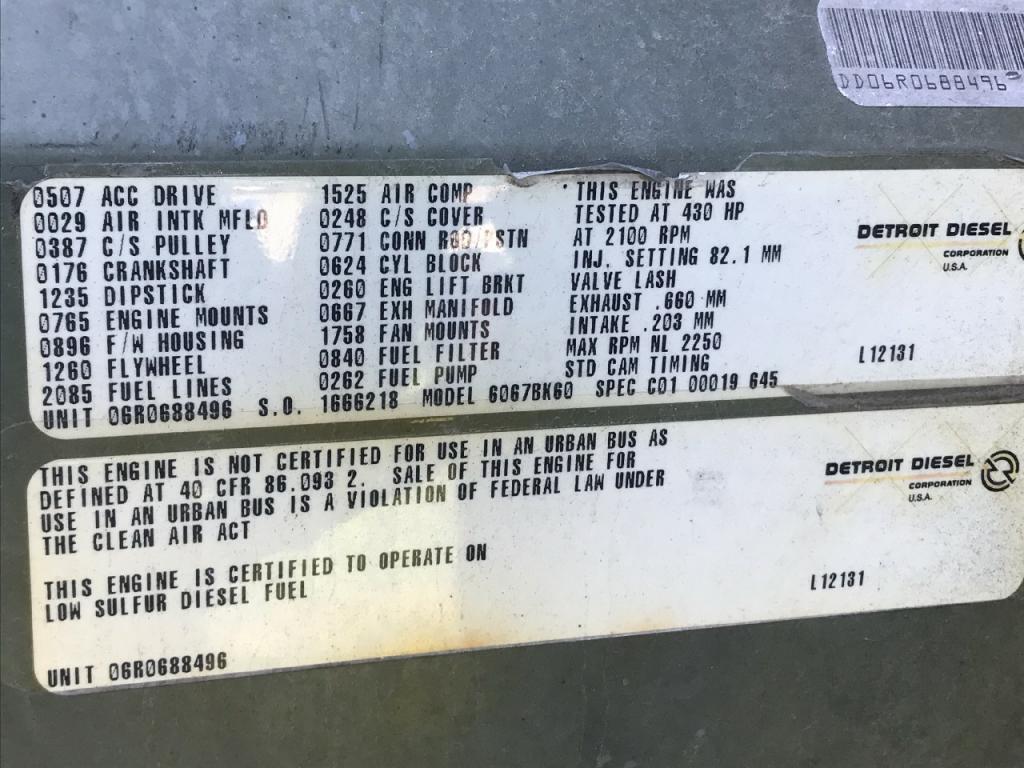 DD06R0688496
0507 ACC DRIVE 1525 AIR COMP THIS ENGINE WAS
0029 AIR INTK MFLD 0248 C/S COVER TESTED AT 430 HP
0387 C/S PULLEY 0771 CONN ROD/PSTN AT 2100 RPM
0176 CRANKSHAFT 0624 CYL BLOCK INJ. SETTING 82.1 MM
1235 DIPSTICK 0260 ENG LIFT BRKT VALVE LASH
0765 ENGINE MOUNTS 0667 EXH MANIFOLD EXHAUST .660 MM
0896 F/W HOUSING 1758 FAN MOUNTS INTAKE .203 MM
1260 FLYWHEEL 0840 FUEL FILTER MAX RPM NL 2250
2085 FUEL LINES 0262 FUEL PUMP STD CAM TIMING
UNIT 06R0688496 S.O. 1666218 MODEL 6067BK60 SPEC C01 00019 645
DETROIT DIESEL
CORPORATION
U.S.A.
L12131
THIS ENGINE IS NOT CERTIFIED FOR USE IN AN URBAN BUS AS
DEFINED AT 40 CFR 86.093 2. SALE OF THIS ENGINE FOR
USE IN AN URBAN BUS IS A VIOLATION OF FEDERAL LAW UNDER
THE CLEAN AIR ACT
THIS ENGINE IS CERTIFIED TO OPERATE ON
LOW SULFUR DIESEL FUEL
UNIT 06R0688496
DETROIT DIESEL
CORPORATION
U.S.A.
L12131